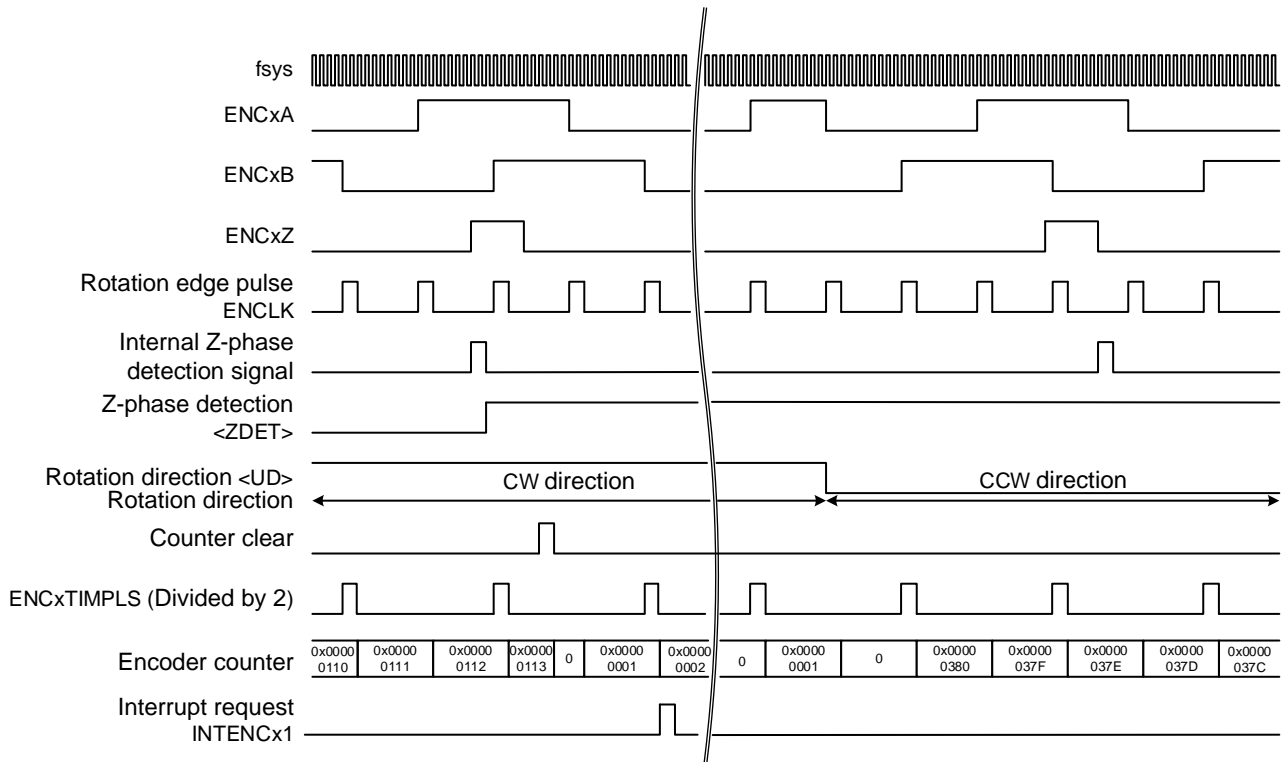 fsys
ENCxA
ENCxB
ENCxZ
Rotation edge pulse
ENCLK
Internal Z-phase
detection signal
Z-phase detection
<ZDET>
Rotation direction <UD>
Rotation direction
CW direction
CCW direction
Counter clear
ENCxTIMPLS (Divided by 2)
Encoder counter
0x0000 0x0000 0x0000 0x0000 0x0000 0x0000 0x0000 0x0000 0x0000 0x0000 0x0000 0x0000
0110 0111 0112 0113 0 0001 0002 0 0001 0 0380 037F 037E 037D 037C
Interrupt request
INTENCx1